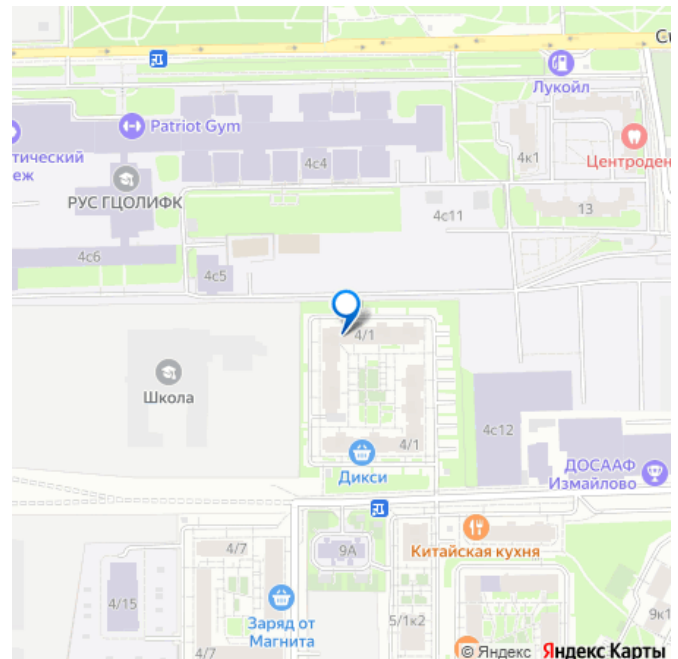 Си
Лукойл
Patriot Gym
тический
еж
4с4
4к1
Центроден
РУС ГЦОЛИФК
4с11
13
4с6
4с5
4/1
Школа
4с12
4/1
ДОСААФ
Измайлово
Дикси
Китайская кухня
4/7
9А
4/15
Заряд от
Магнита
5/1к2
9к1
4/7
© Яндекс Яндекс Карты